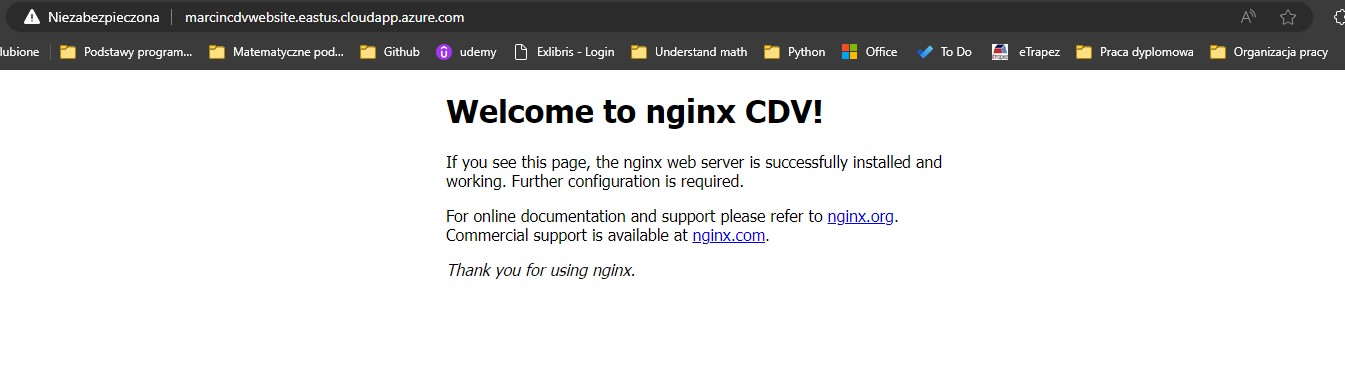 Niezabezpieczona marcincdvwebsite.eastus.cloudapp.azure.com
lubione Podstawy program... Matematyczne pod... Github udemy Exlibris - Login Understand math Python Office To Do eTrapez Praca dyplomowa Organizacja pracy
Welcome to nginx CDV!
If you see this page, the nginx web server is successfully installed and
working. Further configuration is required.
For online documentation and support please refer to nginx.org.
Commercial support is available at nginx.com.
Thank you for using nginx.